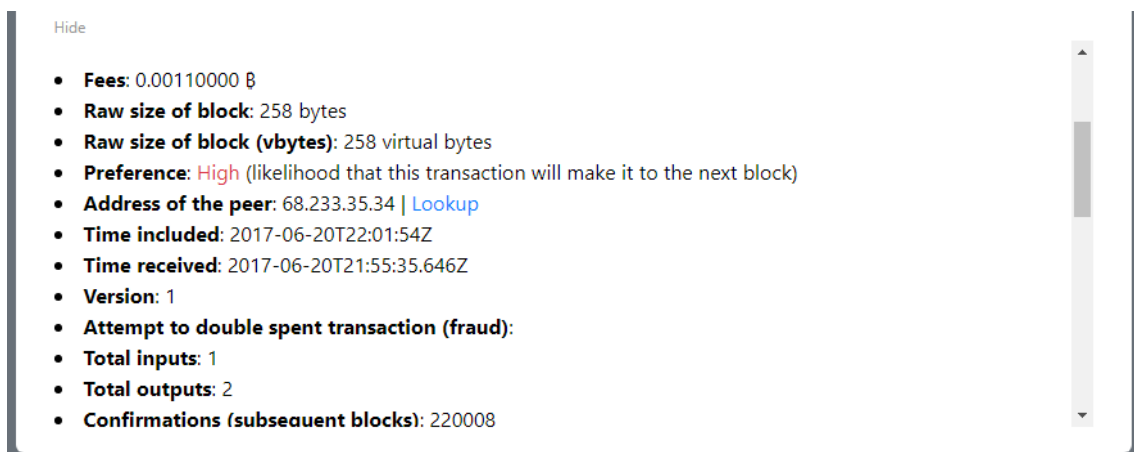 Hide
• Fees: 0.00110000 ₿
• Raw size of block: 258 bytes
• Raw size of block (vbytes): 258 virtual bytes
• Preference: High (likelihood that this transaction will make it to the next block)
• Address of the peer: 68.233.35.34 | Lookup
• Time included: 2017-06-20T22:01:54Z
• Time received: 2017-06-20T21:55:35.646Z
• Version: 1
• Attempt to double spent transaction (fraud):
• Total inputs: 1
• Total outputs: 2
• Confirmations (subsequent blocks): 220008